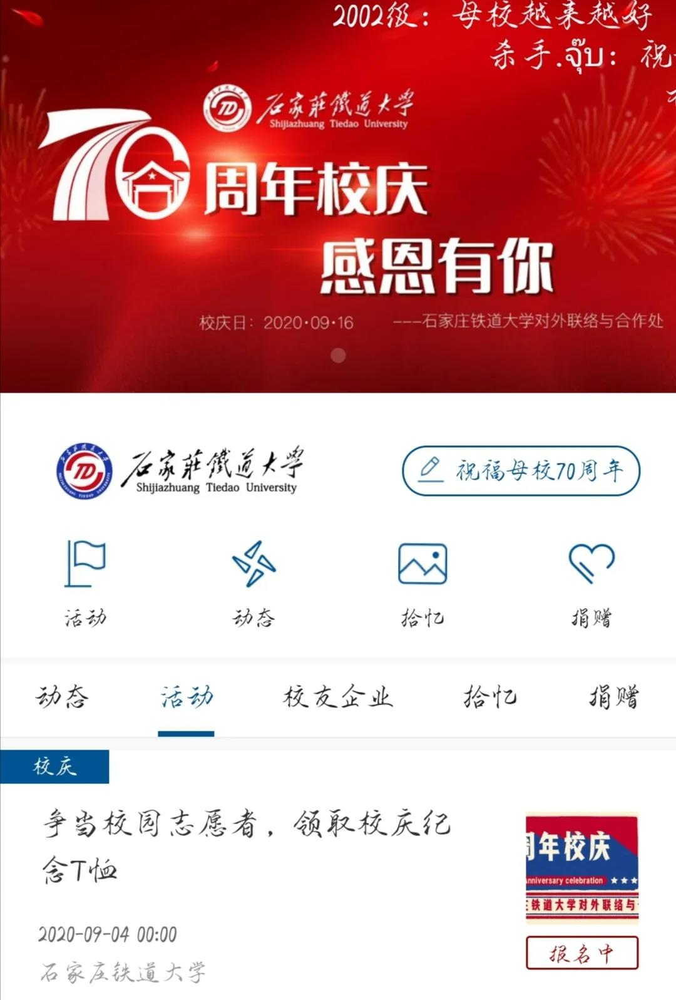 2002级：母校越来越好
杀手.จุ๊บ：祝
石家莊鐵道大學
Shijiazhuang Tiedao University
70周年校庆
感恩有你
校庆日：2020·09·16
---石家庄铁道大学对外联络与合作处
石家莊鐵道大學
Shijiazhuang Tiedao University
祝福母校70周年
活动
动态
拾忆
捐赠
动态
活动
校友企业
拾忆
捐赠
校庆
争当校园志愿者，领取校庆纪
念T恤
2020-09-04 00:00
石家庄铁道大学
周年校庆
Anniversary celebration
铁道大学对外联络与
报名中